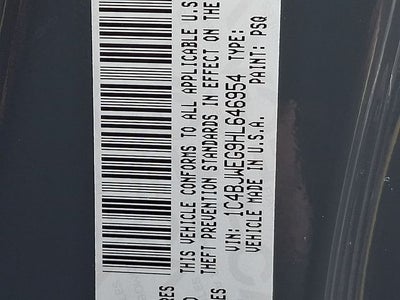 RES
THIS VEHICLE CONFORMS TO ALL APPLICABLE U.S
THEFT PREVENTION STANDARDS IN EFFECT ON THE
VIN: 1C4BJWEG9HL646954 TYPE:
VEHICLE MADE IN U.S.A. PAINT: PSQ